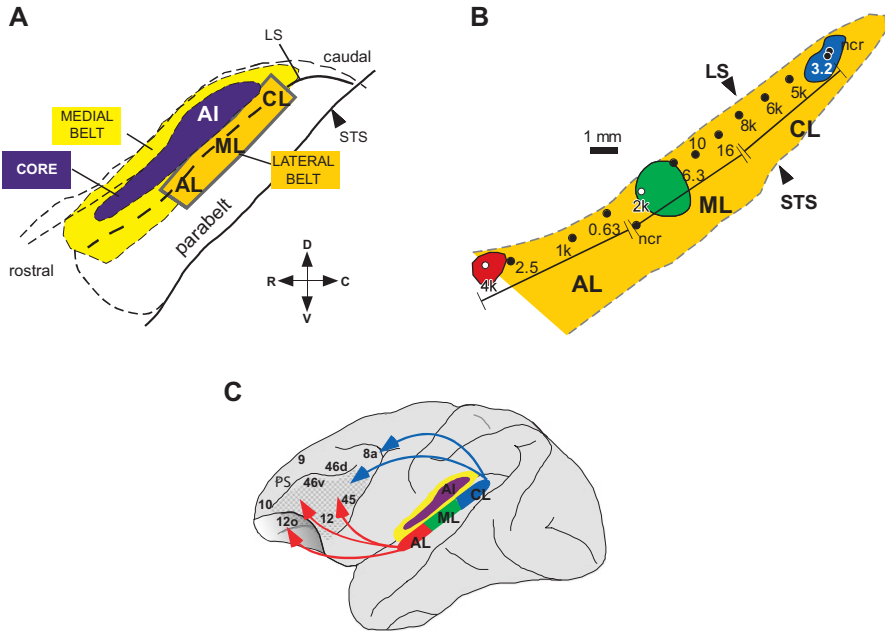 A
LS
caudal
MEDIAL
BELT
AI
CL
STS
CORE
ML
LATERAL
BELT
AL
parabelt
rostral
D
R
C
V
B
ncr
3.2
LS
5k
6k
8k
CL
1 mm
10
16
6.3
STS
2k
ML
0.63
ncr
1k
2.5
4k
AL
C
9
8a
46d
PS
46v
AI
CL
45
10
ML
12o
12
AL